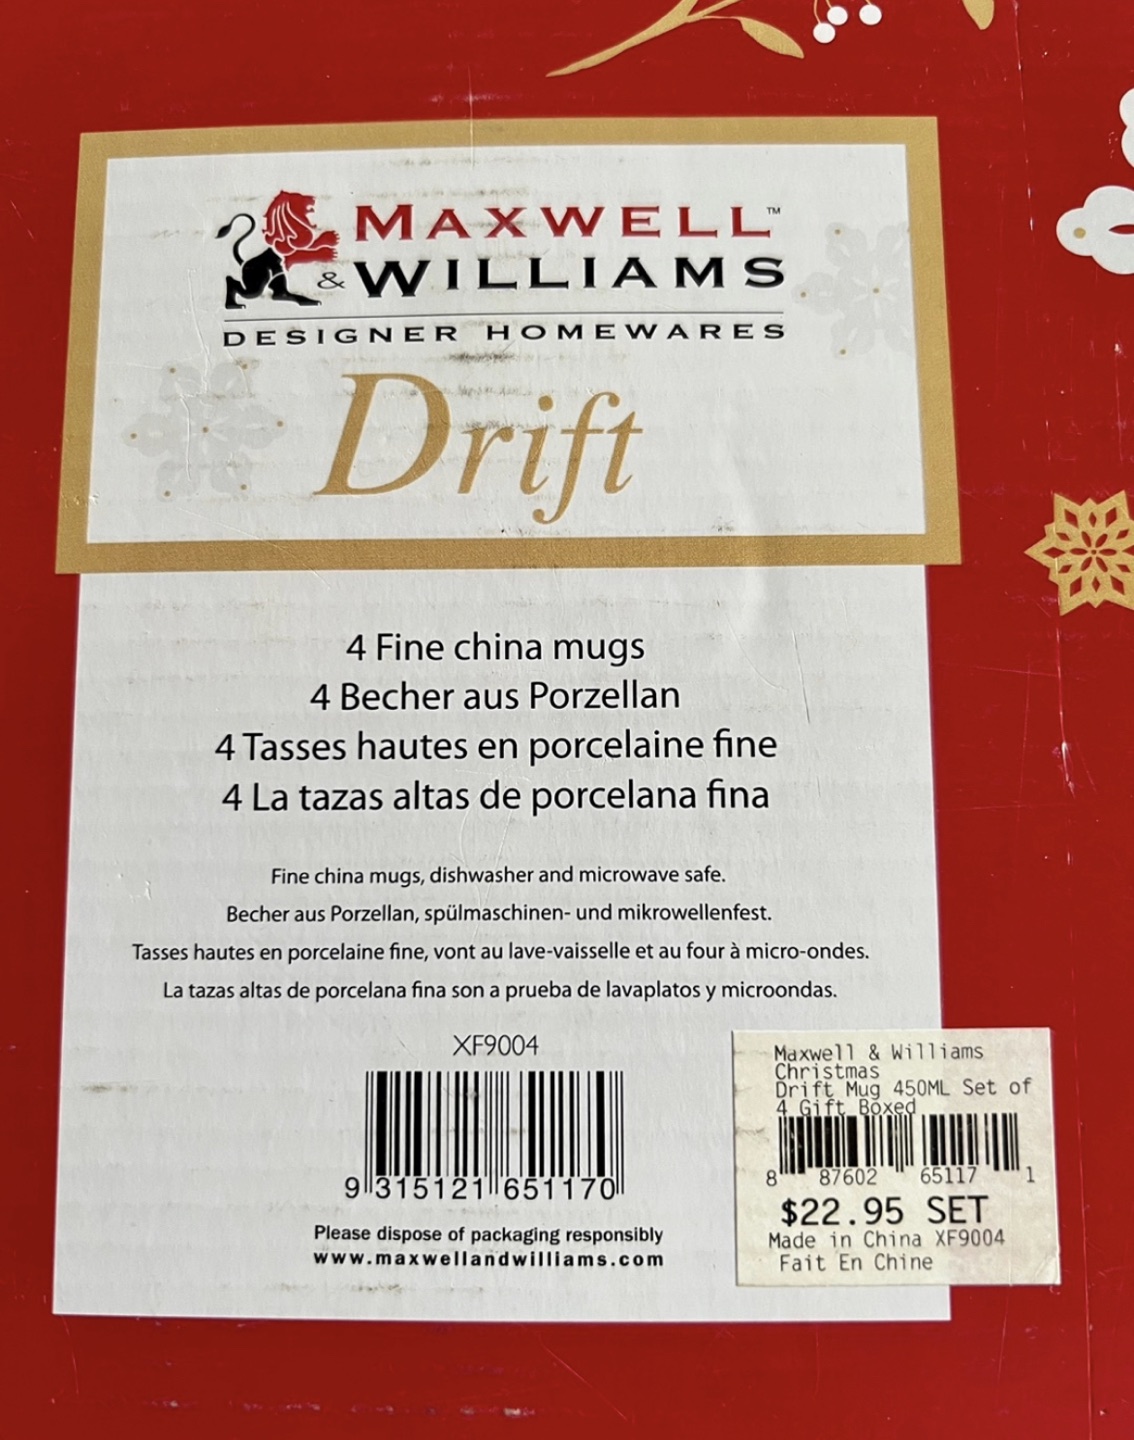 MAXWELL™
& WILLIAMS
DESIGNER HOMEWARES
Drift
4 Fine china mugs
4 Becher aus Porzellan
4 Tasses hautes en porcelaine fine
4 La tazas altas de porcelana fina
Fine china mugs, dishwasher and microwave safe.
Becher aus Porzellan, spülmaschinen- und mikrowellenfest.
Tasses hautes en porcelaine fine, vont au lave-vaisselle et au four à micro-ondes.
La tazas altas de porcelana fina son a prueba de lavaplatos y microondas.
XF9004
9 315121 651170
Please dispose of packaging responsibly
www.maxwellandwilliams.com
Maxwell & Williams
Christmas
Drift Mug 450ML Set of
4 Gift Boxed
8 87602 65117 1
$22.95 SET
Made in China XF9004
Fait En Chine